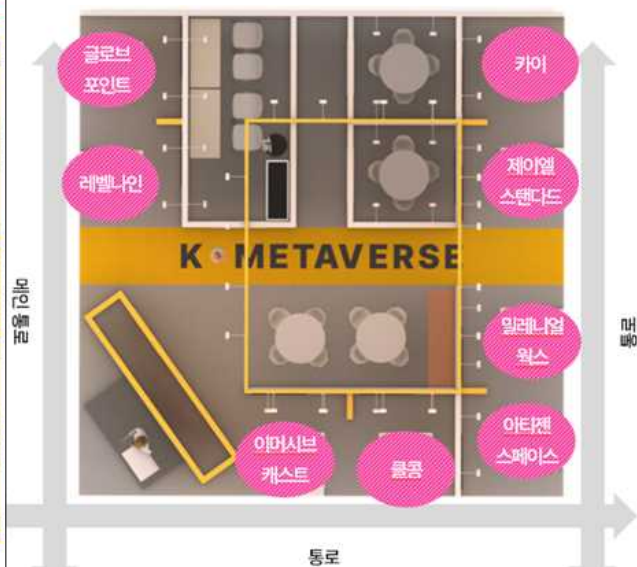 글로브
포인트
카이
레벨나인
제이엘
스탠다드
K METAVERSE
메인 통로
통로
밀레니얼
웍스
이머시브
캐스트
클콤
아티젠
스페이스
통로